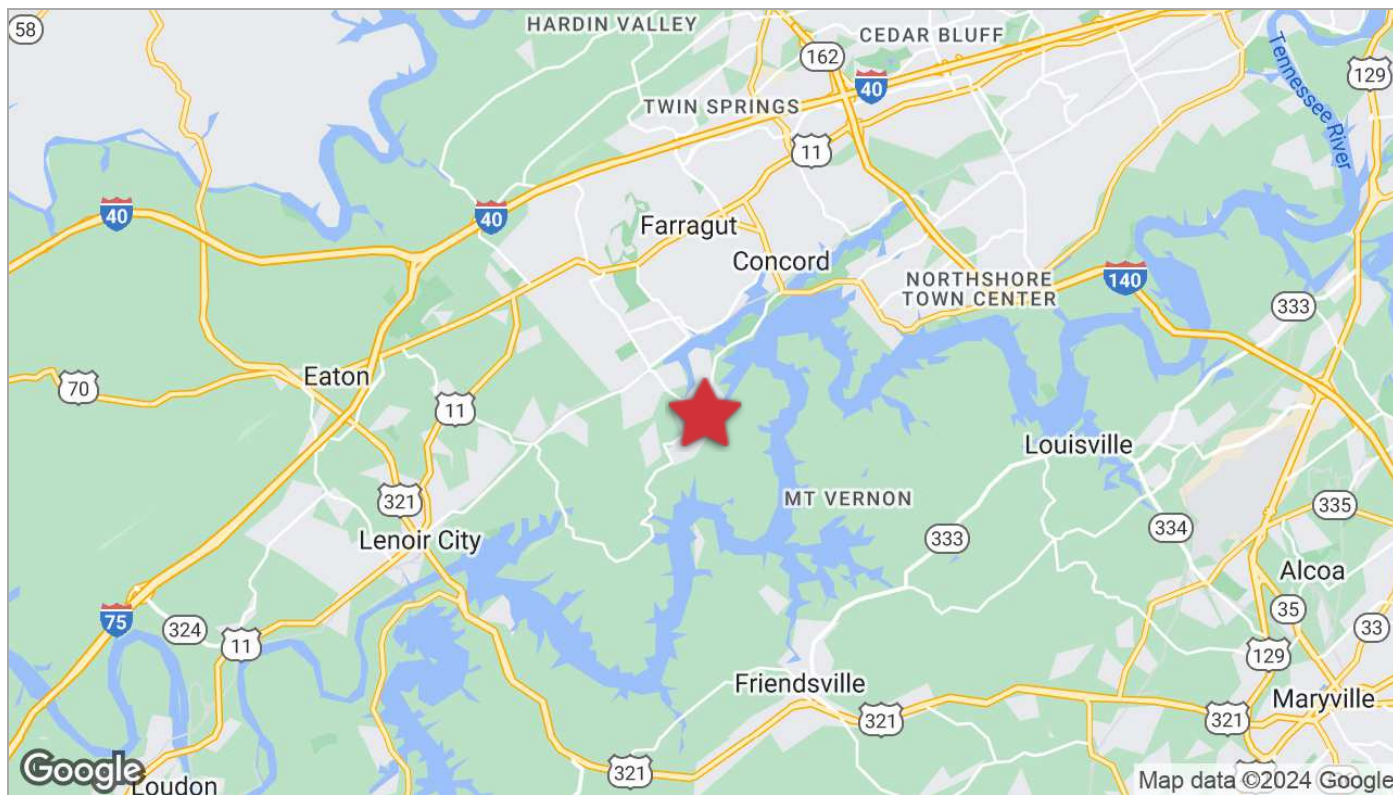 58
HARDIN VALLEY
CEDAR BLUFF
162
129
Tennessee River
40
TWIN SPRINGS
11
40
40
Farragut
Concord
NORTHSHORE
TOWN CENTER
140
333
70
Eaton
11
Louisville
321
MT VERNON
335
Lenoir City
333
334
Alcoa
75
324
11
35
33
129
Friendsville
Maryville
321
321
321
Google
Loudon
Map data ©2024 Google